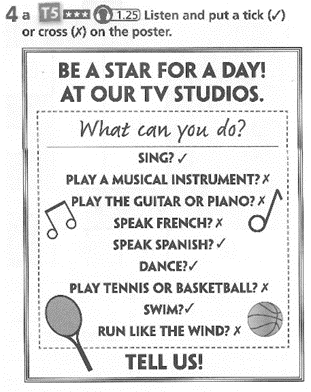 4 a T5 ★★★ 1.25 Listen and put a tick (✓)
or cross (✗) on the poster.
BE A STAR FOR A DAY!
AT OUR TV STUDIOS.
What can you do?
SING? ✓
PLAY A MUSICAL INSTRUMENT? ✗
PLAY THE GUITAR OR PIANO? ✗
SPEAK FRENCH? ✗
SPEAK SPANISH? ✓
DANCE? ✓
PLAY TENNIS OR BASKETBALL? ✗
SWIM? ✓
RUN LIKE THE WIND? ✗
TELL US!